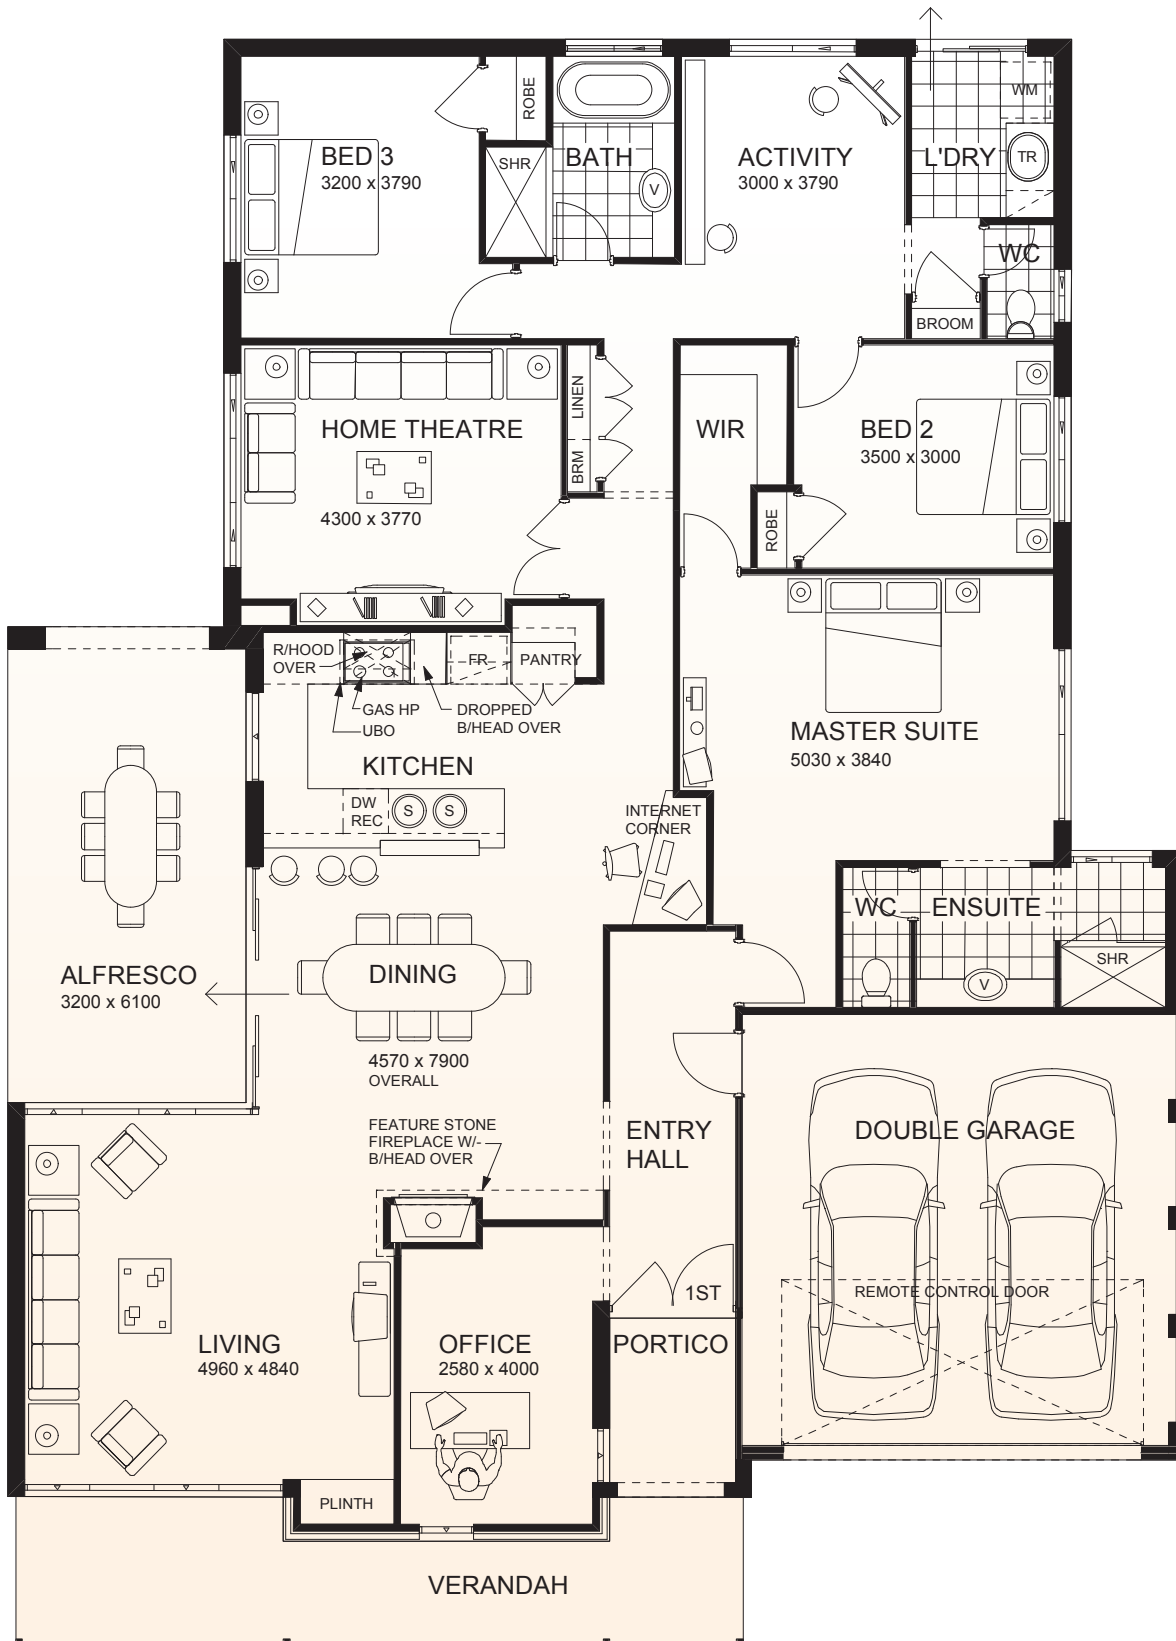 WM
ROBE
BED 3
3200 x 3790
SHR
BATH
V
ACTIVITY
3000 x 3790
L'DRY
TR
WC
BROOM
LINEN
BRM
HOME THEATRE
4300 x 3770
WIR
BED 2
3500 x 3000
ROBE
R/HOOD
OVER
FR
PANTRY
GAS HP
UBO
DROPPED
B/HEAD OVER
KITCHEN
DW
REC
S
S
MASTER SUITE
5030 x 3840
INTERNET
CORNER
WC
ENSUITE
SHR
V
ALFRESCO
3200 x 6100
DINING
4570 x 7900
OVERALL
FEATURE STONE
FIREPLACE W/-
B/HEAD OVER
ENTRY
HALL
DOUBLE GARAGE
1ST
REMOTE CONTROL DOOR
LIVING
4960 x 4840
OFFICE
2580 x 4000
PORTICO
PLINTH
VERANDAH